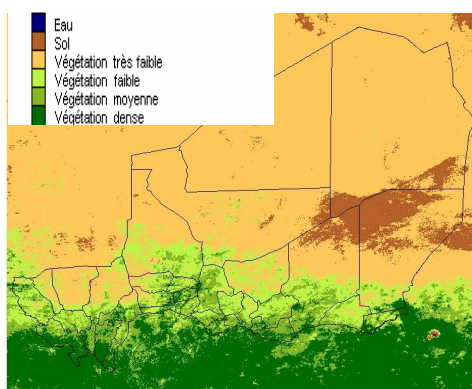 Eau
Sol
Végétation très faible
Végétation faible
Végétation moyenne
Végétation dense